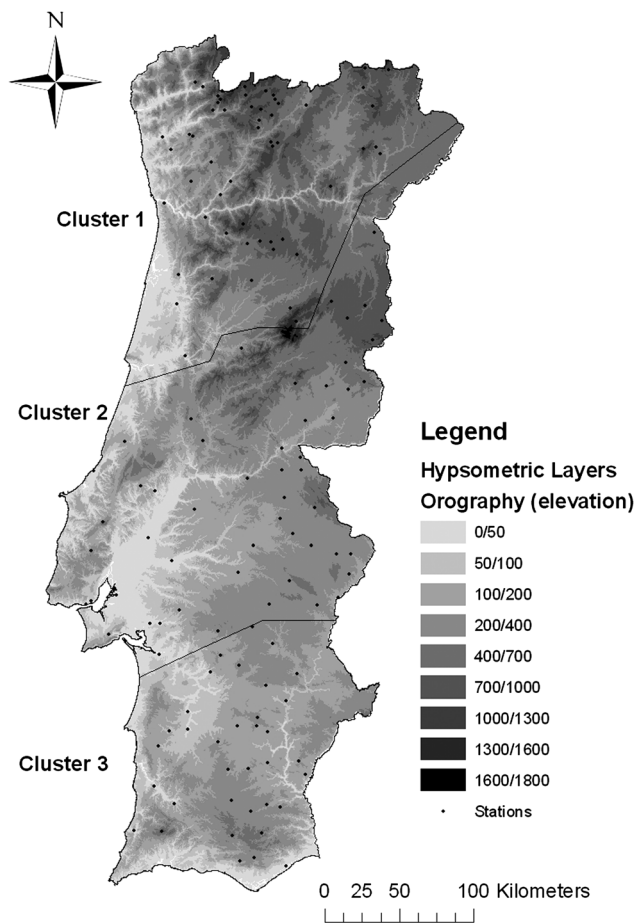 N
Cluster 1
Cluster 2
Cluster 3
Legend
Hypsometric Layers
Orography (elevation)
0/50
50/100
100/200
200/400
400/700
700/1000
1000/1300
1300/1600
1600/1800
Stations
0 25 50 100 Kilometers